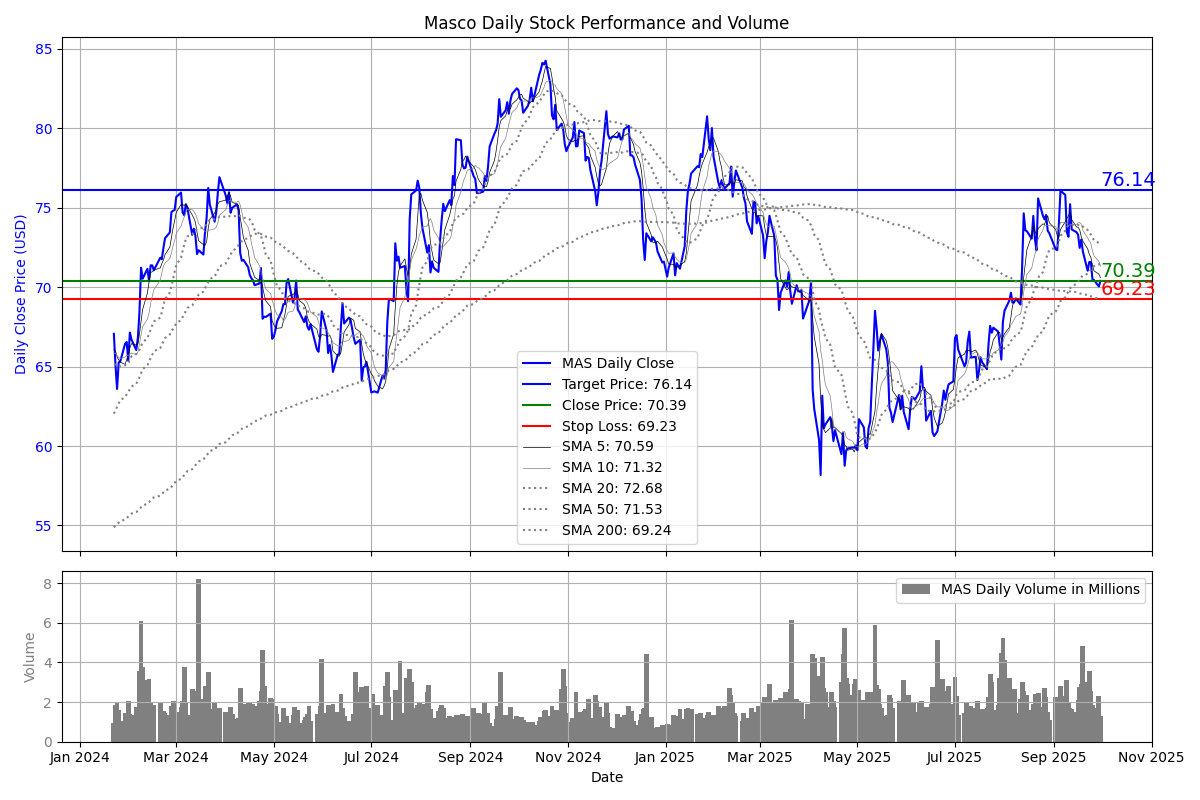 Masco Daily Stock Performance and Volume
Daily Close Price (USD)
85
80
75
70
65
60
55
76.14
70.39
69.23
MAS Daily Close
Target Price: 76.14
Close Price: 70.39
Stop Loss: 69.23
SMA 5: 70.59
SMA 10: 71.32
SMA 20: 72.68
SMA 50: 71.53
SMA 200: 69.24
Volume
8
6
4
2
0
MAS Daily Volume in Millions
Jan 2024 Mar 2024 May 2024 Jul 2024 Sep 2024 Nov 2024 Jan 2025 Mar 2025 May 2025 Jul 2025 Sep 2025 Nov 2025
Date